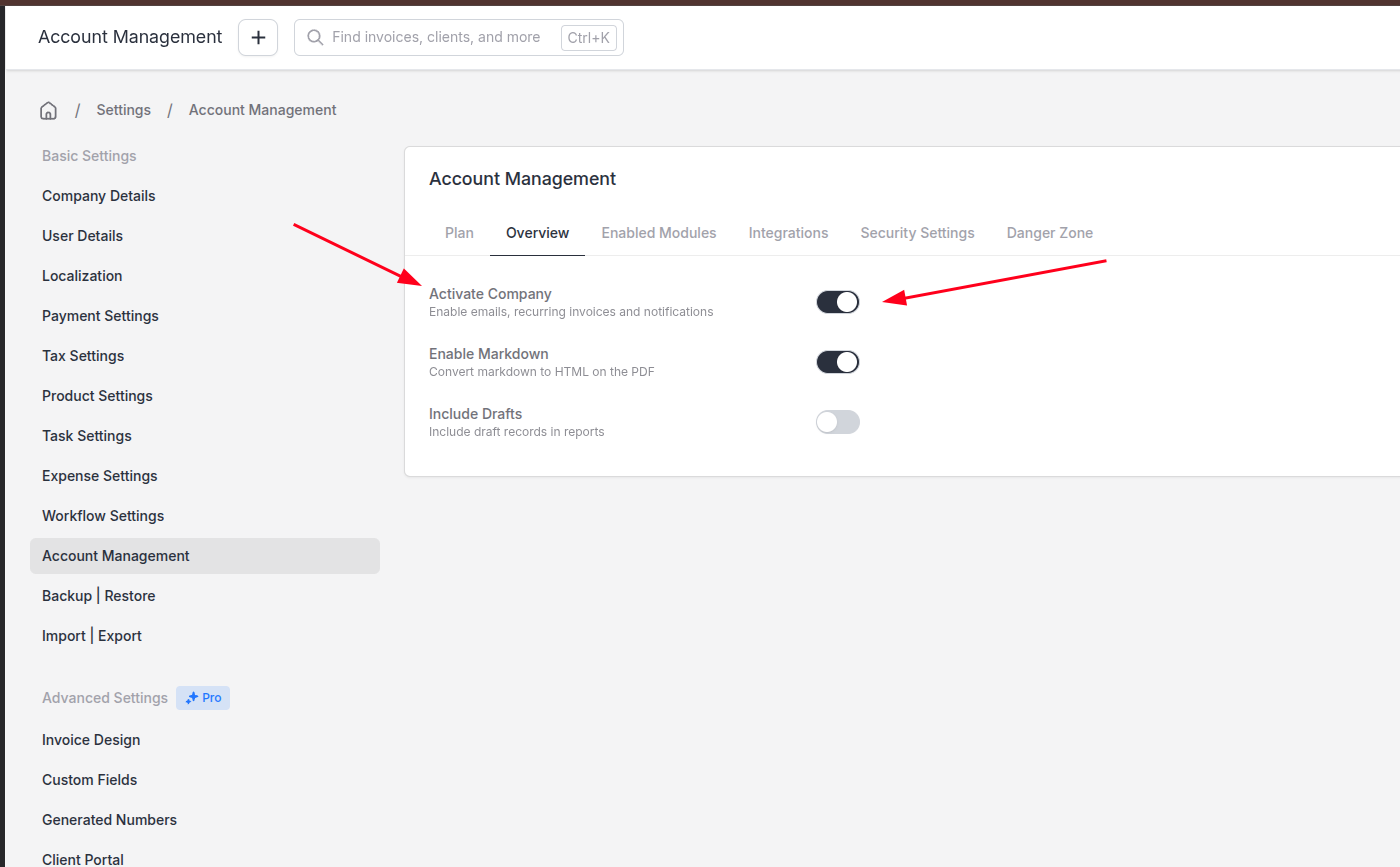 Account Management
+
Find invoices, clients, and more Ctrl+K
/ Settings / Account Management
Basic Settings
Company Details
User Details
Localization
Payment Settings
Tax Settings
Product Settings
Task Settings
Expense Settings
Workflow Settings
Account Management
Backup | Restore
Import | Export
Advanced Settings Pro
Invoice Design
Custom Fields
Generated Numbers
Client Portal
Account Management
Plan Overview Enabled Modules Integrations Security Settings Danger Zone
Activate Company
Enable emails, recurring invoices and notifications
Enable Markdown
Convert markdown to HTML on the PDF
Include Drafts
Include draft records in reports